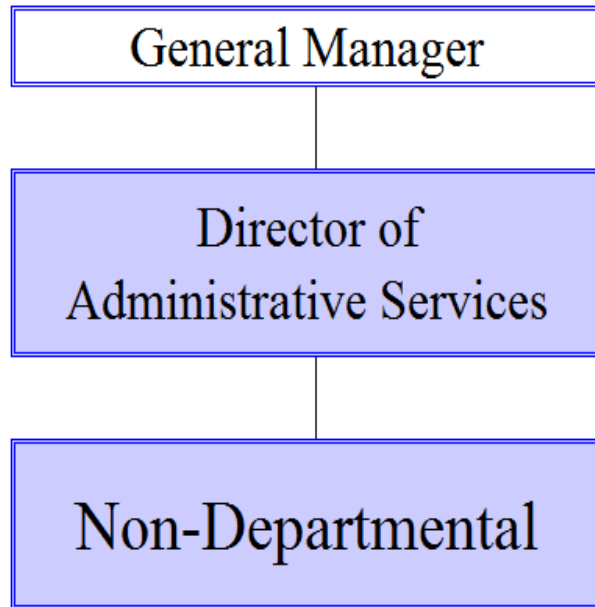 General Manager
Director of
Administrative Services
Non-Departmental